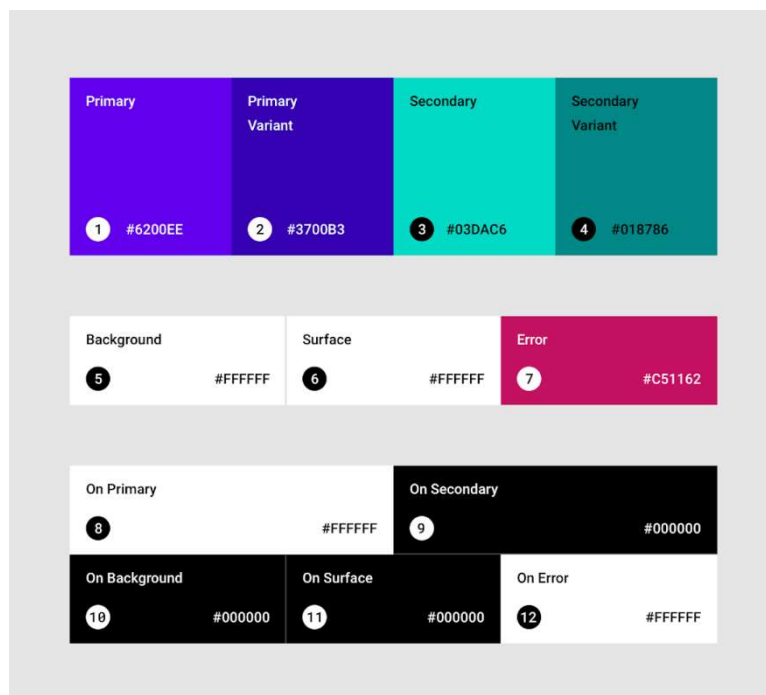 Primary
Primary
Variant
Secondary
Secondary
Variant
1 #6200EE
2 #3700B3
3 #03DAC6
4 #018786
Background
Surface
Error
5 #FFFFFF
6 #FFFFFF
7 #C51162
On Primary
On Secondary
8 #FFFFFF
9 #000000
On Background
On Surface
On Error
10 #000000
11 #000000
12 #FFFFFF